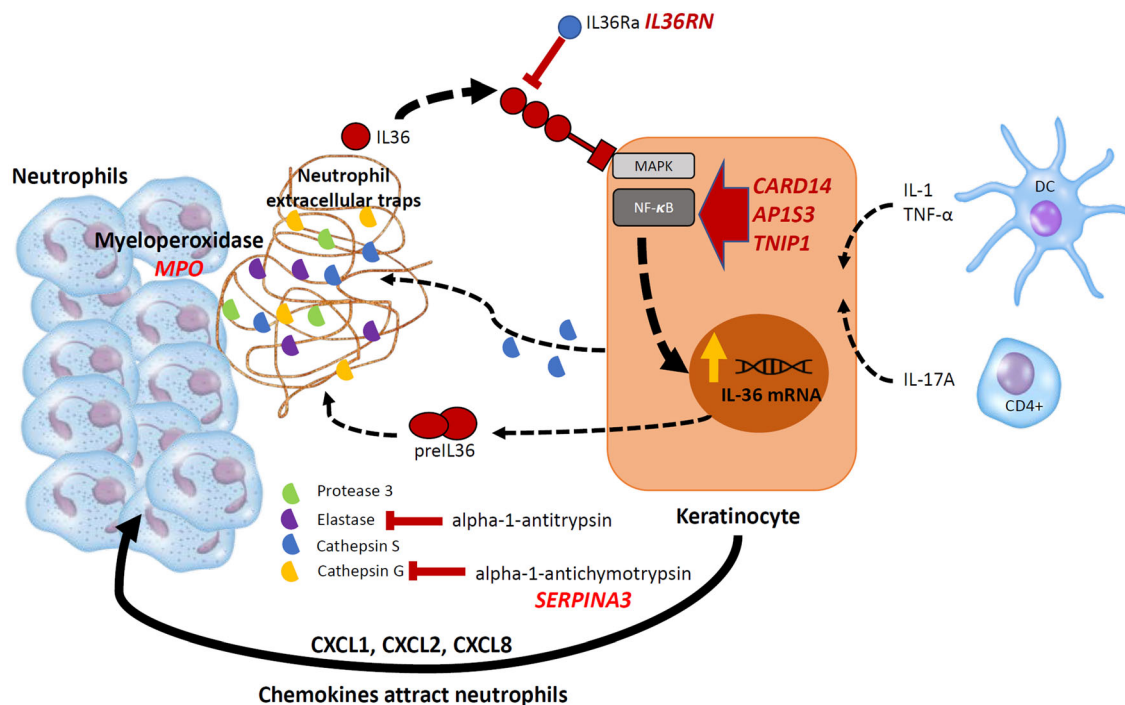 IL36Ra IL36RN
IL36
Neutrophils
Neutrophil
extracellular traps
Myeloperoxidase
MPO
MAPK
NF-κB
CARD14
AP1S3
TNIP1
IL-1
TNF-α
DC
IL-17A
CD4+
IL-36 mRNA
preIL36
Protease 3
Elastase
alpha-1-antitrypsin
Cathepsin S
Cathepsin G
alpha-1-antichymotrypsin
SERPINA3
Keratinocyte
CXCL1, CXCL2, CXCL8
Chemokines attract neutrophils